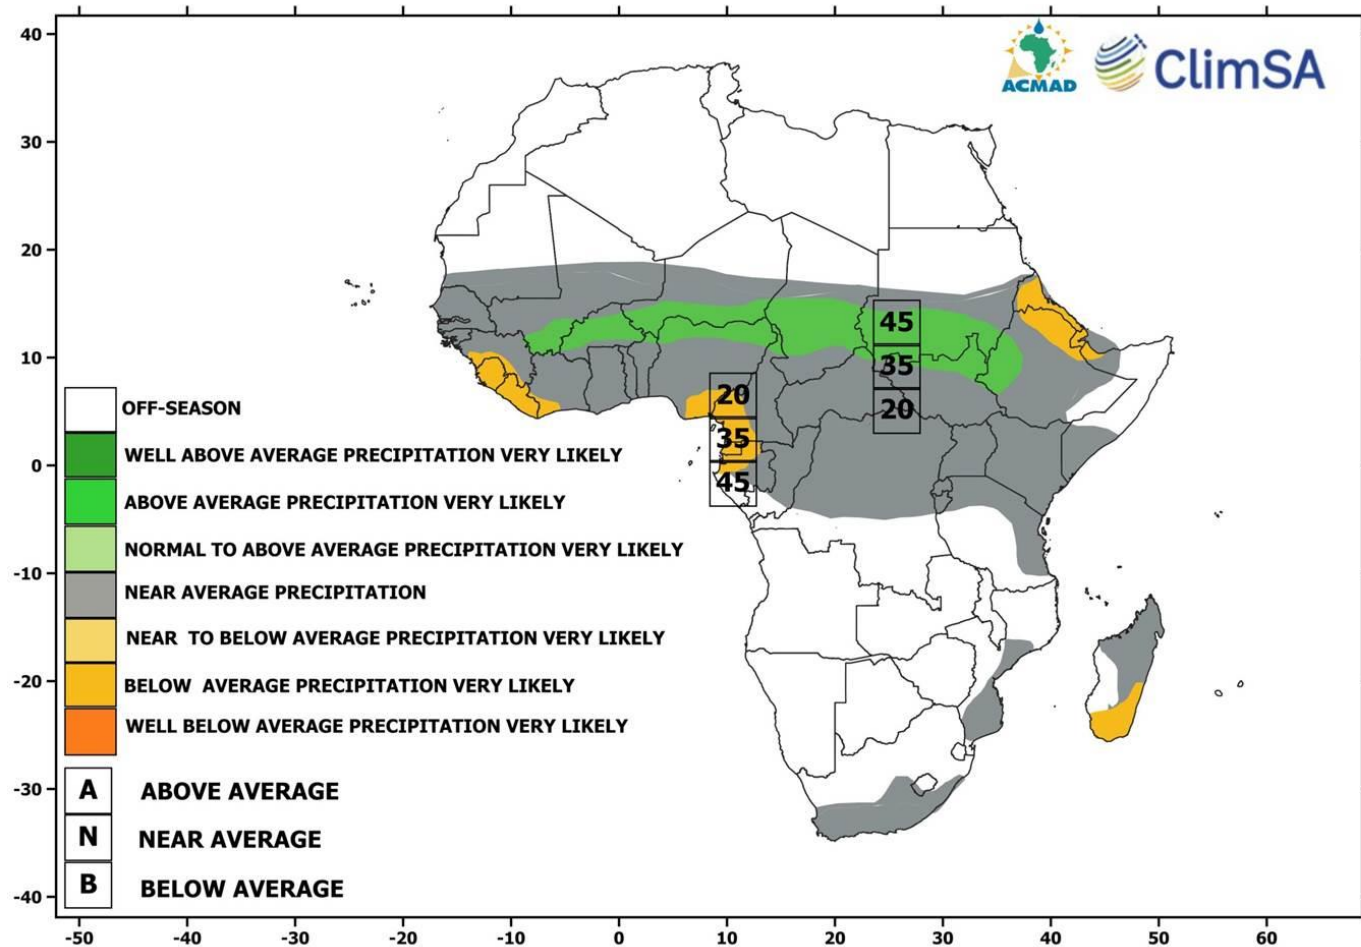 40
30
20
10
0
-10
-20
-30
-40
ACMAD
ClimSA
45
35
20
20
35
45
OFF-SEASON
WELL ABOVE AVERAGE PRECIPITATION VERY LIKELY
ABOVE AVERAGE PRECIPITATION VERY LIKELY
NORMAL TO ABOVE AVERAGE PRECIPITATION VERY LIKELY
NEAR AVERAGE PRECIPITATION
NEAR TO BELOW AVERAGE PRECIPITATION VERY LIKELY
BELOW AVERAGE PRECIPITATION VERY LIKELY
WELL BELOW AVERAGE PRECIPITATION VERY LIKELY
A ABOVE AVERAGE
N NEAR AVERAGE
B BELOW AVERAGE
-50 -40 -30 -20 -10 0 10 20 30 40 50 60